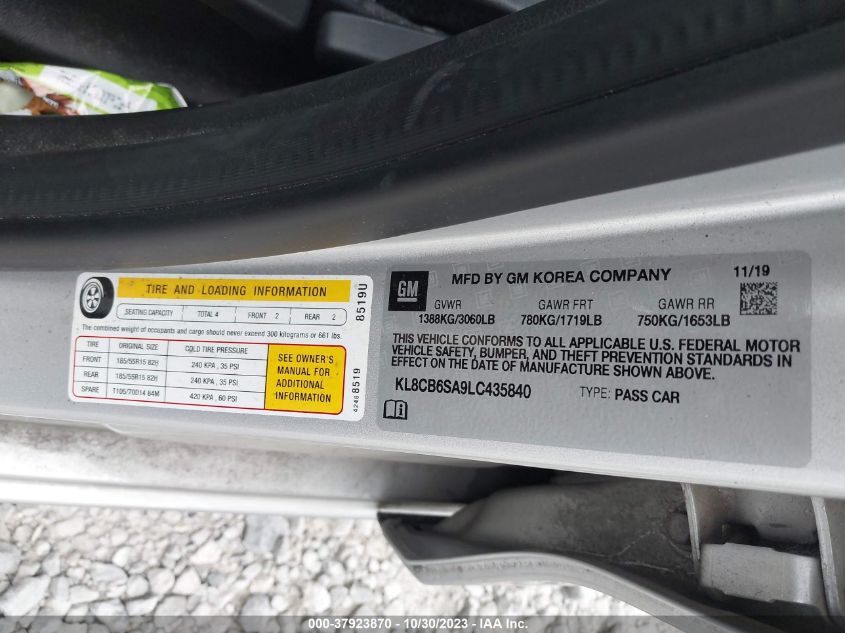 TIRE AND LOADING INFORMATION
SEATING CAPACITY TOTAL 4 FRONT 2 REAR 2
The combined weight of occupants and cargo should never exceed 300 kilograms or 661 lbs.
TIRE ORIGINAL SIZE COLD TIRE PRESSURE
FRONT 185/55R15 82H 240 KPA, 35 PSI
REAR 185/55R15 82H 240 KPA, 35 PSI
SPARE T105/70D14 84M 420 KPA, 60 PSI
SEE OWNER'S
MANUAL FOR
ADDITIONAL
INFORMATION
8519U
4248 8519
GM
MFD BY GM KOREA COMPANY 11/19
GVWR GAWR FRT GAWR RR
1388KG/3060LB 780KG/1719LB 750KG/1653LB
THIS VEHICLE CONFORMS TO ALL APPLICABLE U.S. FEDERAL MOTOR
VEHICLE SAFETY, BUMPER, AND THEFT PREVENTION STANDARDS IN
EFFECT ON THE DATE OF MANUFACTURE SHOWN ABOVE.
KL8CB6SA9LC435840 TYPE: PASS CAR
000-37923870 - 10/30/2023 - IAA Inc.